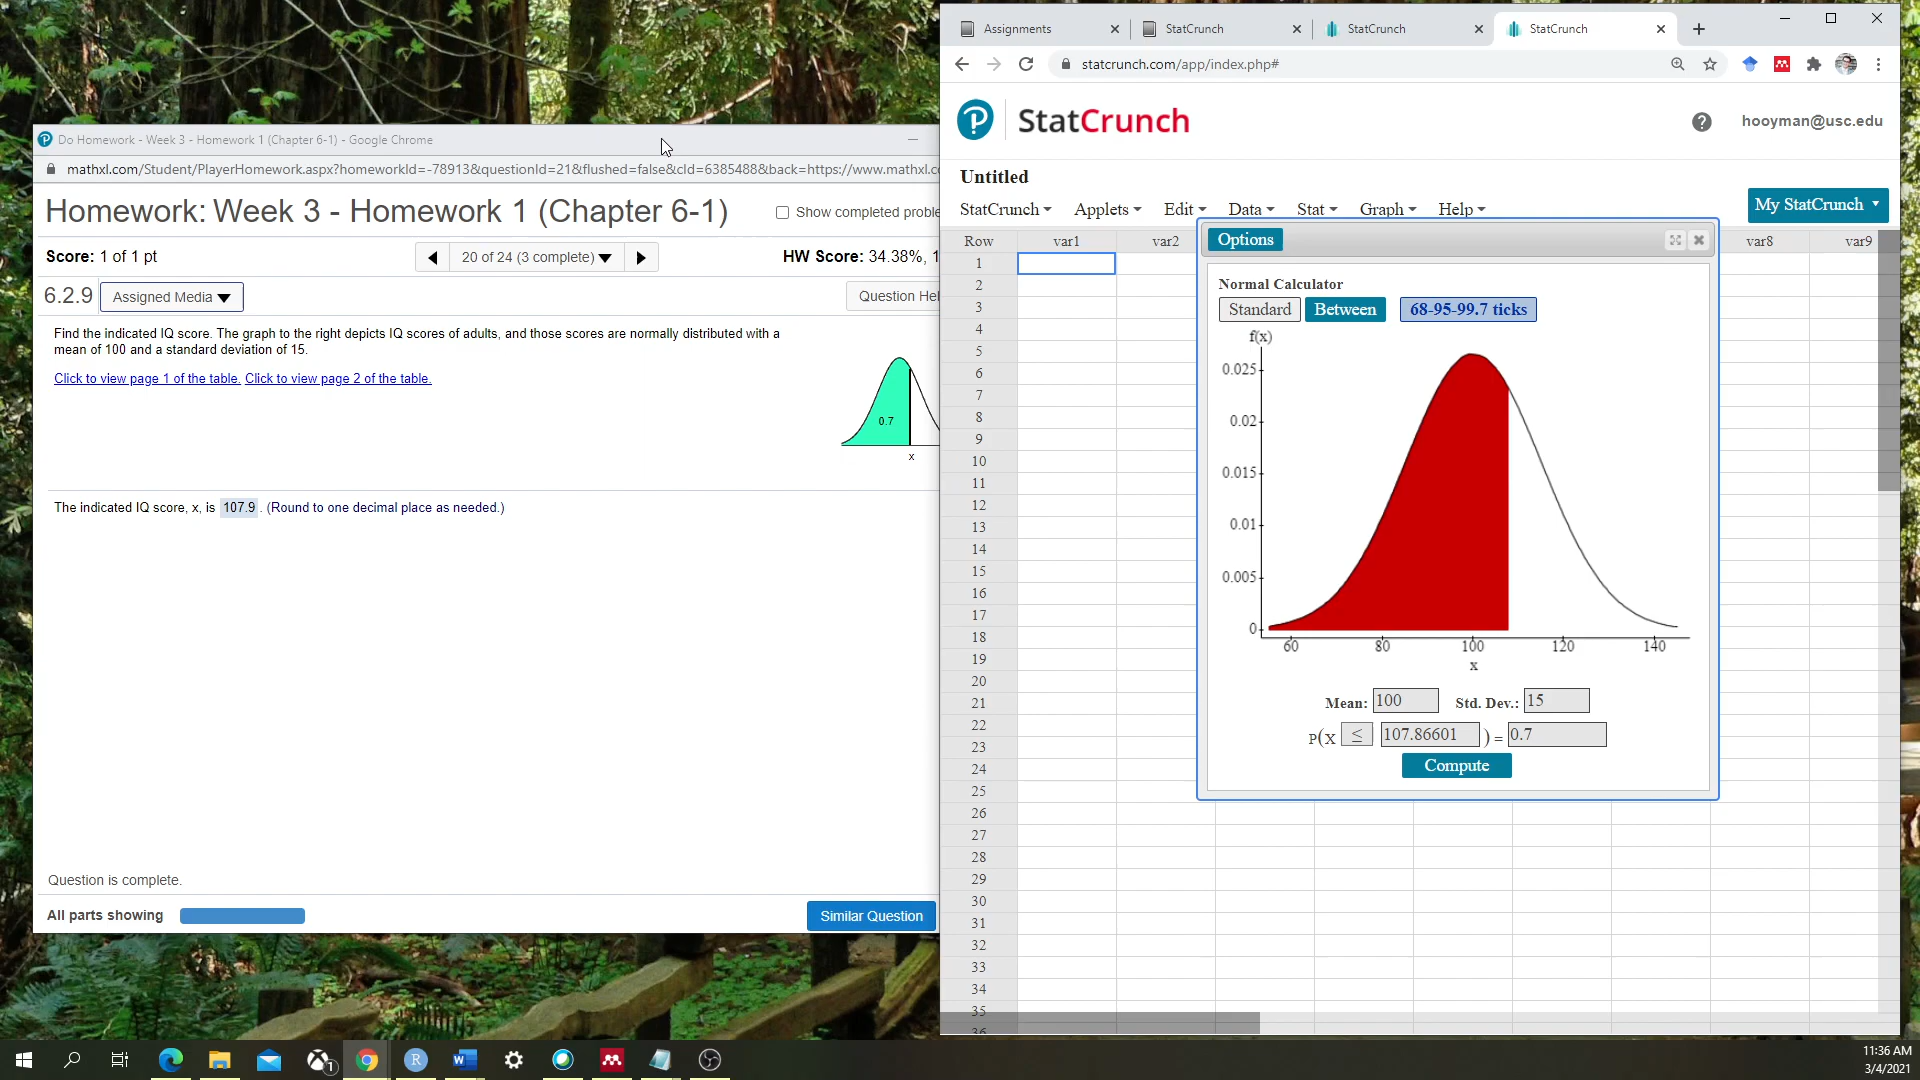 Do Homework - Week 3 - Homework 1 (Chapter 6-1) - Google Chrome
mathxl.com/Student/PlayerHomework.aspx?homeworkId=-78913&questionId=21&flushed=false&cId=6385488&back=https://www.mathxl.c
Homework: Week 3 - Homework 1 (Chapter 6-1)
Show completed proble
Score: 1 of 1 pt
20 of 24 (3 complete)
HW Score: 34.38%, 1
6.2.9
Assigned Media
Question Hel
Find the indicated IQ score. The graph to the right depicts IQ scores of adults, and those scores are normally distributed with a
mean of 100 and a standard deviation of 15.
Click to view page 1 of the table. Click to view page 2 of the table.
0.7
x
The indicated IQ score, x, is 107.9 . (Round to one decimal place as needed.)
Question is complete.
All parts showing
Similar Question
Assignments
StatCrunch
StatCrunch
StatCrunch
statcrunch.com/app/index.php#
StatCrunch
hooyman@usc.edu
Untitled
StatCrunch Applets Edit Data Stat Graph Help
My StatCrunch
Row var1 var2 var8 var9
1
2
3
4
5
6
7
8
9
10
11
12
13
14
15
16
17
18
19
20
21
22
23
24
25
26
27
28
29
30
31
32
33
34
35
36
Options
Normal Calculator
Standard Between 68-95-99.7 ticks
f(x)
0.025
0.02
0.015
0.01
0.005
0
60 80 100 120 140
x
Mean: 100 Std. Dev.: 15
P(X ≤ 107.86601 ) = 0.7
Compute
11:36 AM
3/4/2021